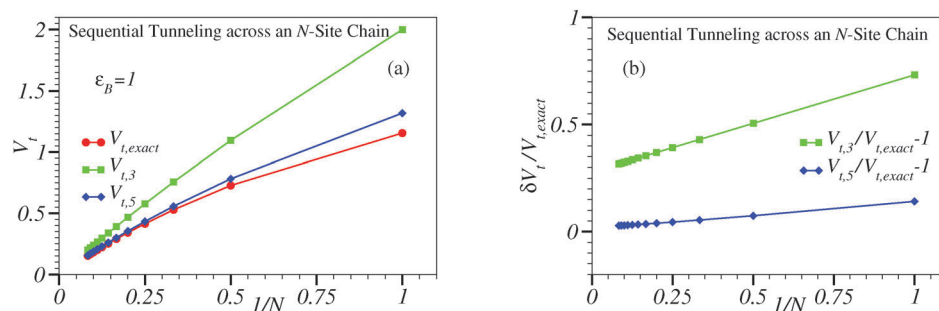 Sequential Tunneling across an N-Site Chain
(a)
ε_B=1
V_t,exact
V_t,3
V_t,5
V_t
2
1.5
1
0.5
0
0
0.25
0.5
0.75
1
1/N
Sequential Tunneling across an N-Site Chain
(b)
V_t,3/V_t,exact-1
V_t,5/V_t,exact-1
δV_t/V_t,exact
1
0.5
0
0
0.25
0.5
0.75
1
1/N